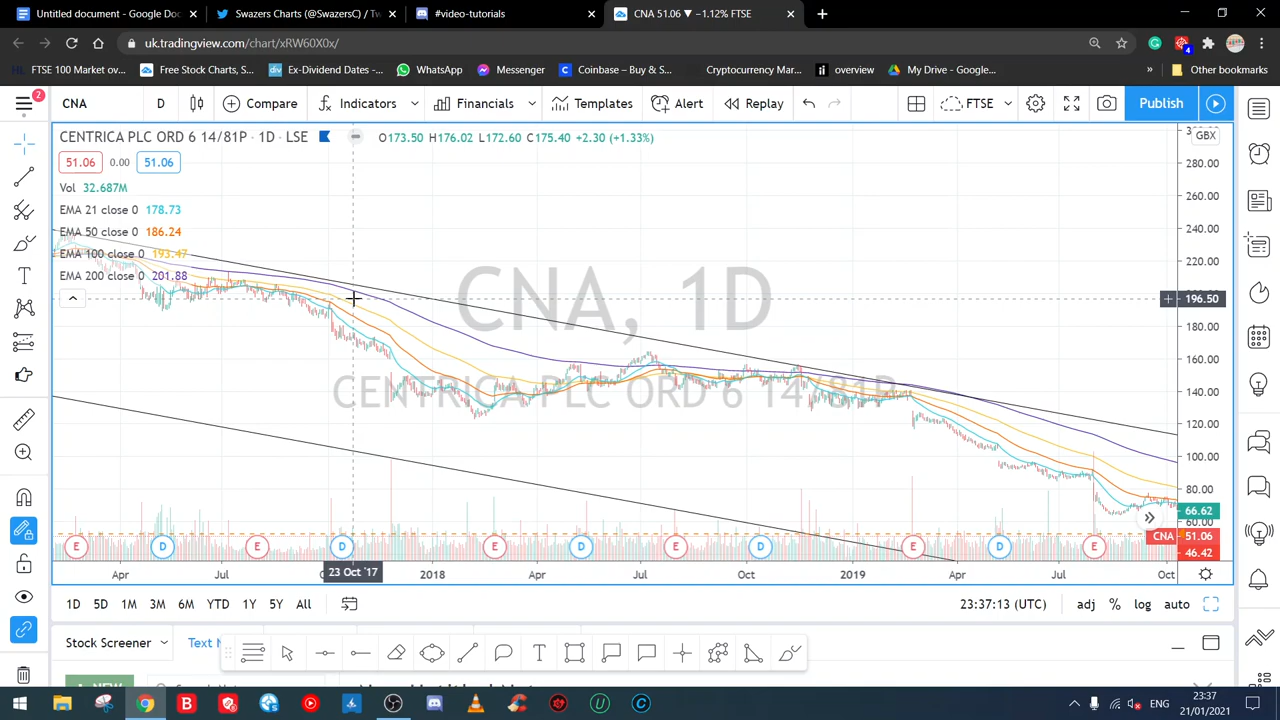 Untitled document - Google Doc
Swazers Charts (@SwazersC) / Tw
#video-tutorials
CNA 51.06 ▼ −1.12% FTSE
uk.tradingview.com/chart/xRW60X0x/
4
FTSE 100 Market ov...
Free Stock Charts, S...
Ex-Dividend Dates -...
WhatsApp
Messenger
Coinbase – Buy & S...
Cryptocurrency Mar...
overview
My Drive - Google...
»
Other bookmarks
2
CNA
D
Compare
Indicators
Financials
Templates
Alert
Replay
FTSE
Publish
CENTRICA PLC ORD 6 14/81P · 1D · LSE
O173.50 H176.02 L172.60 C175.40 +2.30 (+1.33%)
GBX
51.06 0.00 51.06
Vol 32.687M
EMA 21 close 0 178.73
EMA 50 close 0 186.24
EMA 100 close 0 193.47
EMA 200 close 0 201.88
CNA, 1D
CENTRICA PLC ORD 6 14/81P
280.00
260.00
240.00
220.00
196.50
180.00
160.00
140.00
120.00
100.00
80.00
66.62
60.00
CNA 51.06
46.42
E D E D E D E D E D E
Apr Jul 23 Oct '17 2018 Apr Jul Oct 2019 Apr Jul Oct
1D 5D 1M 3M 6M YTD 1Y 5Y All
23:37:13 (UTC) adj % log auto
Stock Screener
Text N
23:37
ENG
21/01/2021